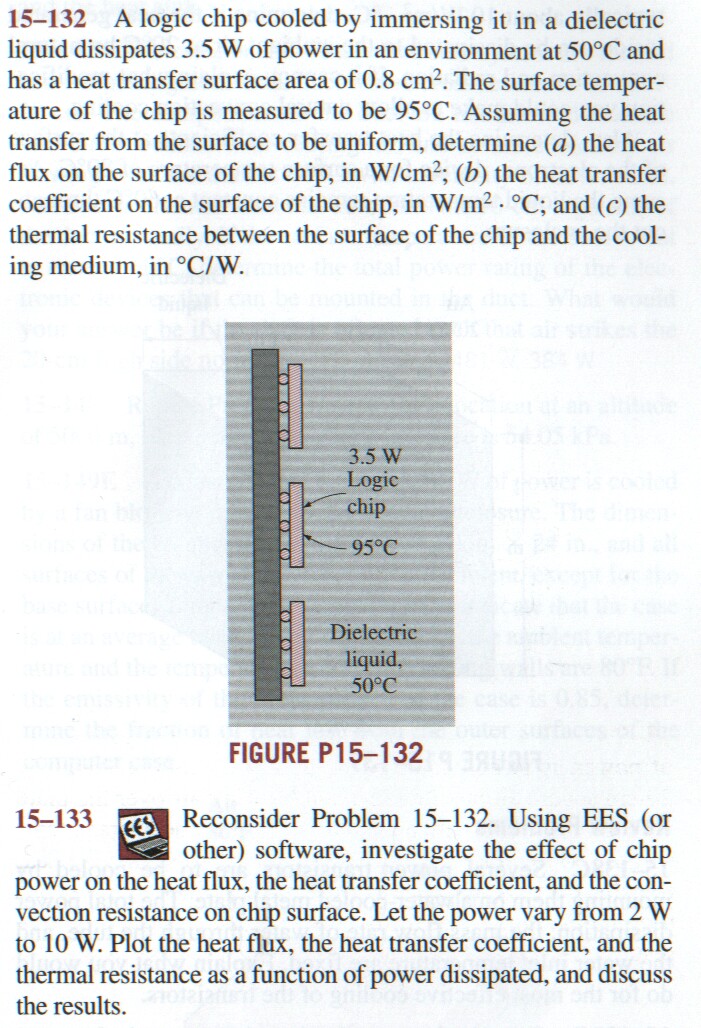 15–132 A logic chip cooled by immersing it in a dielectric
liquid dissipates 3.5 W of power in an environment at 50°C and
has a heat transfer surface area of 0.8 cm². The surface temper-
ature of the chip is measured to be 95°C. Assuming the heat
transfer from the surface to be uniform, determine (a) the heat
flux on the surface of the chip, in W/cm²; (b) the heat transfer
coefficient on the surface of the chip, in W/m² · °C; and (c) the
thermal resistance between the surface of the chip and the cool-
ing medium, in °C/W.
3.5 W
Logic
chip
95°C
Dielectric
liquid,
50°C
FIGURE P15–132
15–133 EES Reconsider Problem 15–132. Using EES (or
other) software, investigate the effect of chip
power on the heat flux, the heat transfer coefficient, and the con-
vection resistance on chip surface. Let the power vary from 2 W
to 10 W. Plot the heat flux, the heat transfer coefficient, and the
thermal resistance as a function of power dissipated, and discuss
the results.